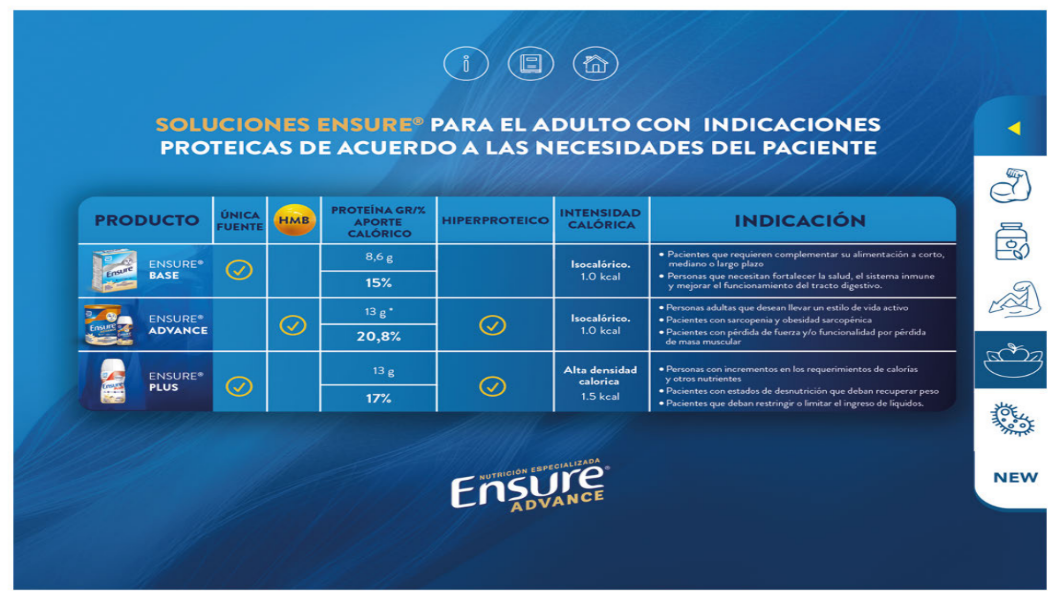 SOLUCIONES ENSURE® PARA EL ADULTO CON INDICACIONES
PROTEICAS DE ACUERDO A LAS NECESIDADES DEL PACIENTE
PRODUCTO
ÚNICA
FUENTE
HMB
PROTEÍNA GR/%
APORTE
CALÓRICO
HIPERPROTEICO
INTENSIDAD
CALÓRICA
INDICACIÓN
Ensure
ENSURE®
BASE
8,6 g
15%
Isocalórico.
1.0 kcal
• Pacientes que requieren complementar su alimentación a corto,
mediano o largo plazo
• Personas que necesitan fortalecer la salud, el sistema inmune
y mejorar el funcionamiento del tracto digestivo.
Ensure
ENSURE®
ADVANCE
13 g *
20,8%
Isocalórico.
1.0 kcal
• Personas adultas que desean llevar un estilo de vida activo
• Pacientes con sarcopenia y obesidad sarcopénica
• Pacientes con pérdida de fuerza y/o funcionalidad por pérdida
de masa muscular
Ensure
ENSURE®
PLUS
13 g
17%
Alta densidad
calorica
1.5 kcal
• Personas con incrementos en los requerimientos de calorías
y otros nutrientes
• Pacientes con estados de desnutrición que deban recuperar peso
• Pacientes que deban restringir o limitar el ingreso de líquidos.
NEW
NUTRICIÓN ESPECIALIZADA
Ensure®
ADVANCE